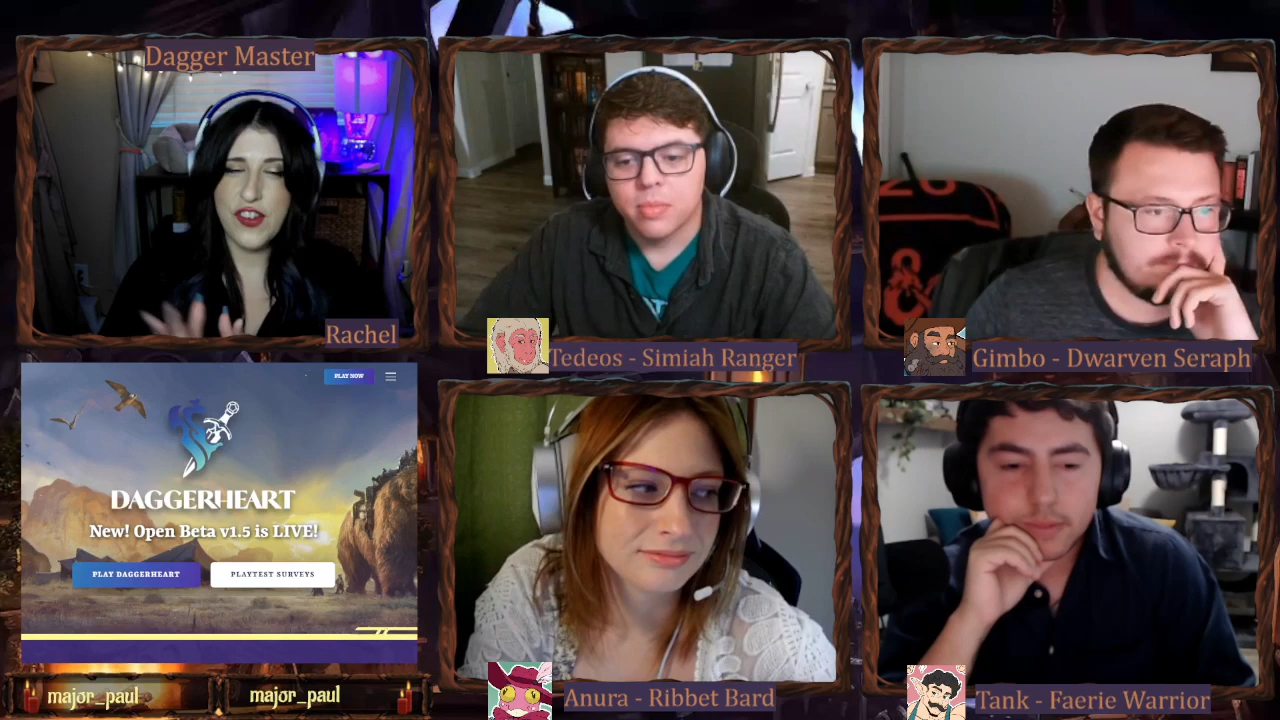 Dagger Master
Rachel
Tedeos - Simiah Ranger
Gimbo - Dwarven Seraph
PLAY NOW
DAGGERHEART
New! Open Beta v1.5 is LIVE!
PLAY DAGGERHEART
PLAYTEST SURVEYS
major_paul
major_paul
Anura - Ribbet Bard
Tank - Faerie Warrior